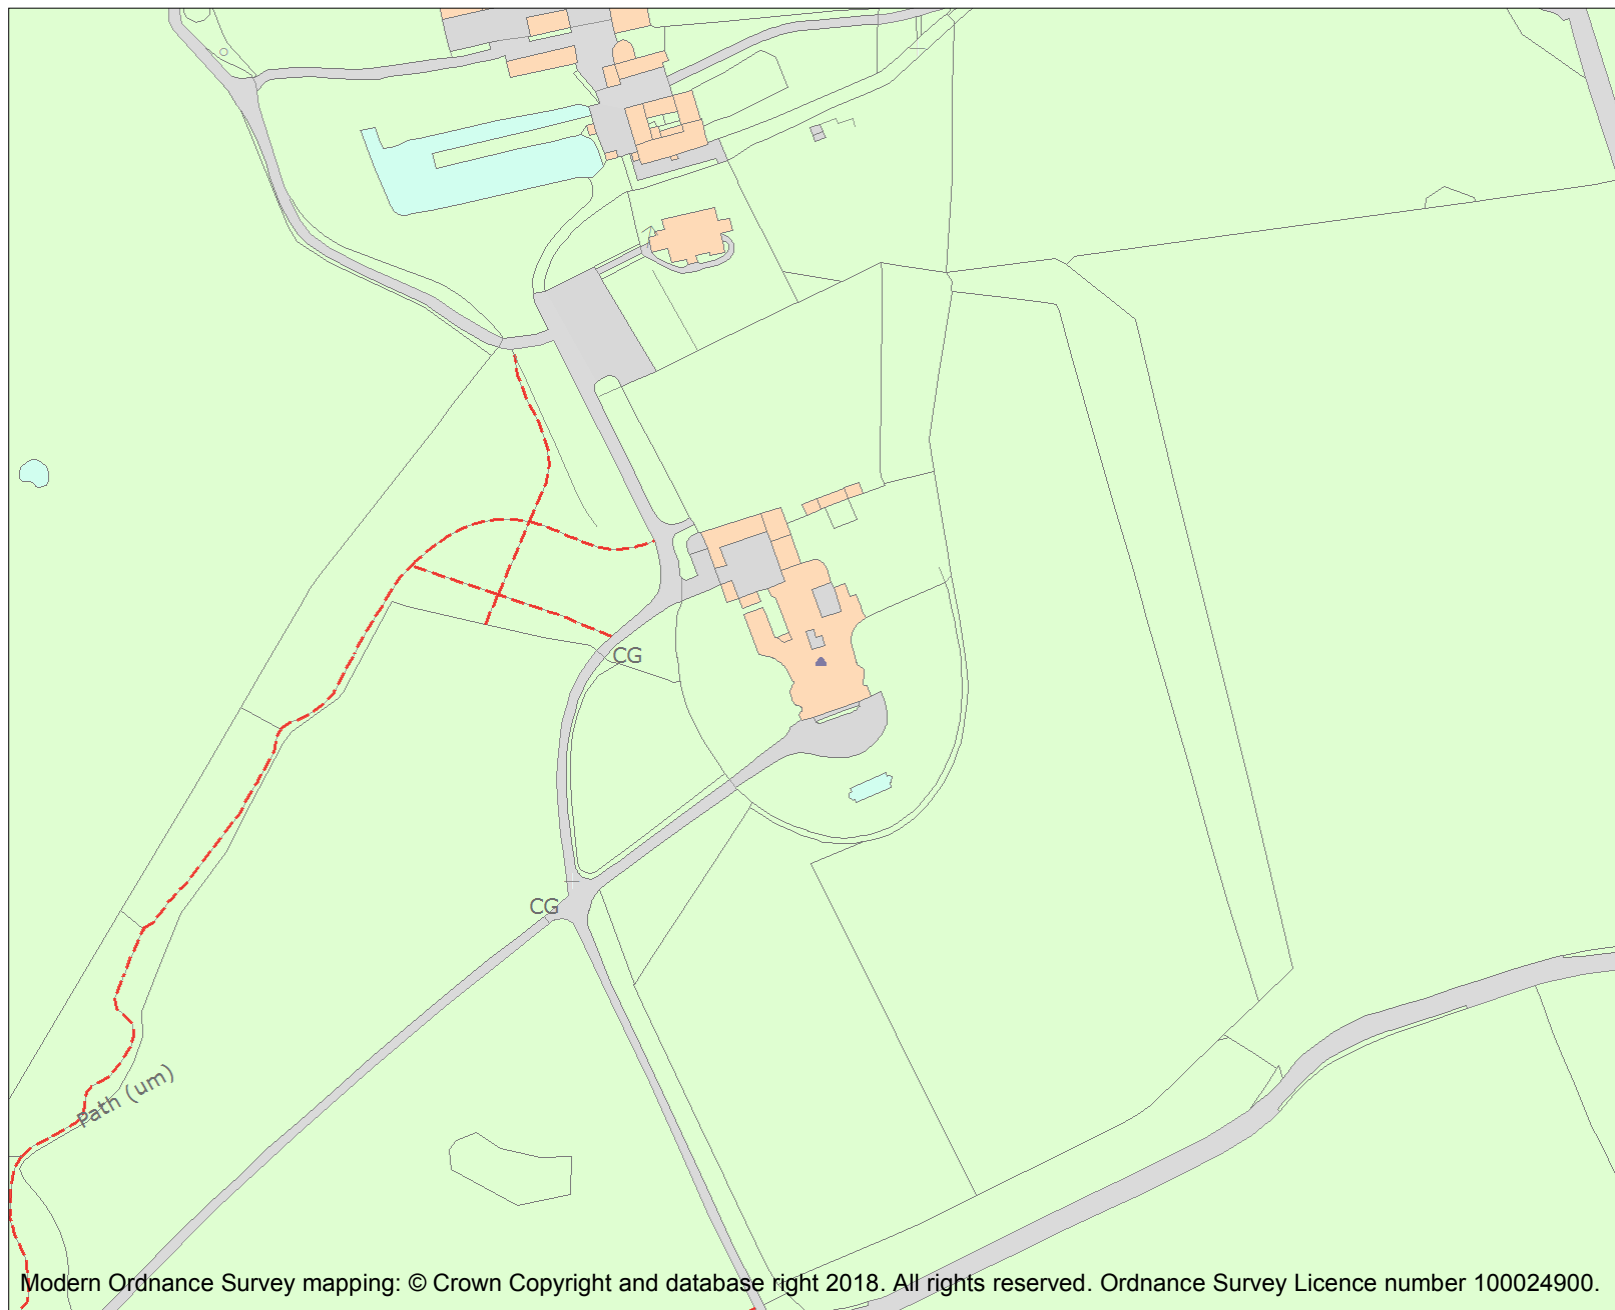 CG
CG
Path (um)
Modern Ordnance Survey mapping: © Crown Copyright and database right 2018. All rights reserved. Ordnance Survey Licence number 100024900.